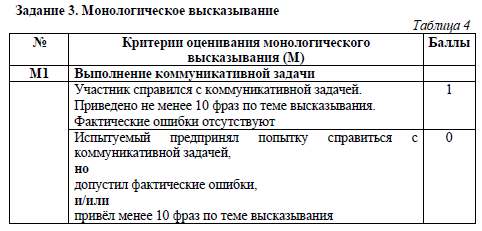 Задание 3. Монологическое высказывание
Таблица 4
№ Критерии оценивания монологического высказывания (М) Баллы
М1 Выполнение коммуникативной задачи
Участник справился с коммуникативной задачей. 1
Приведено не менее 10 фраз по теме высказывания.
Фактические ошибки отсутствуют
Испытуемый предпринял попытку справиться с 0
коммуникативной задачей,
но
допустил фактические ошибки,
и/или
привёл менее 10 фраз по теме высказывания